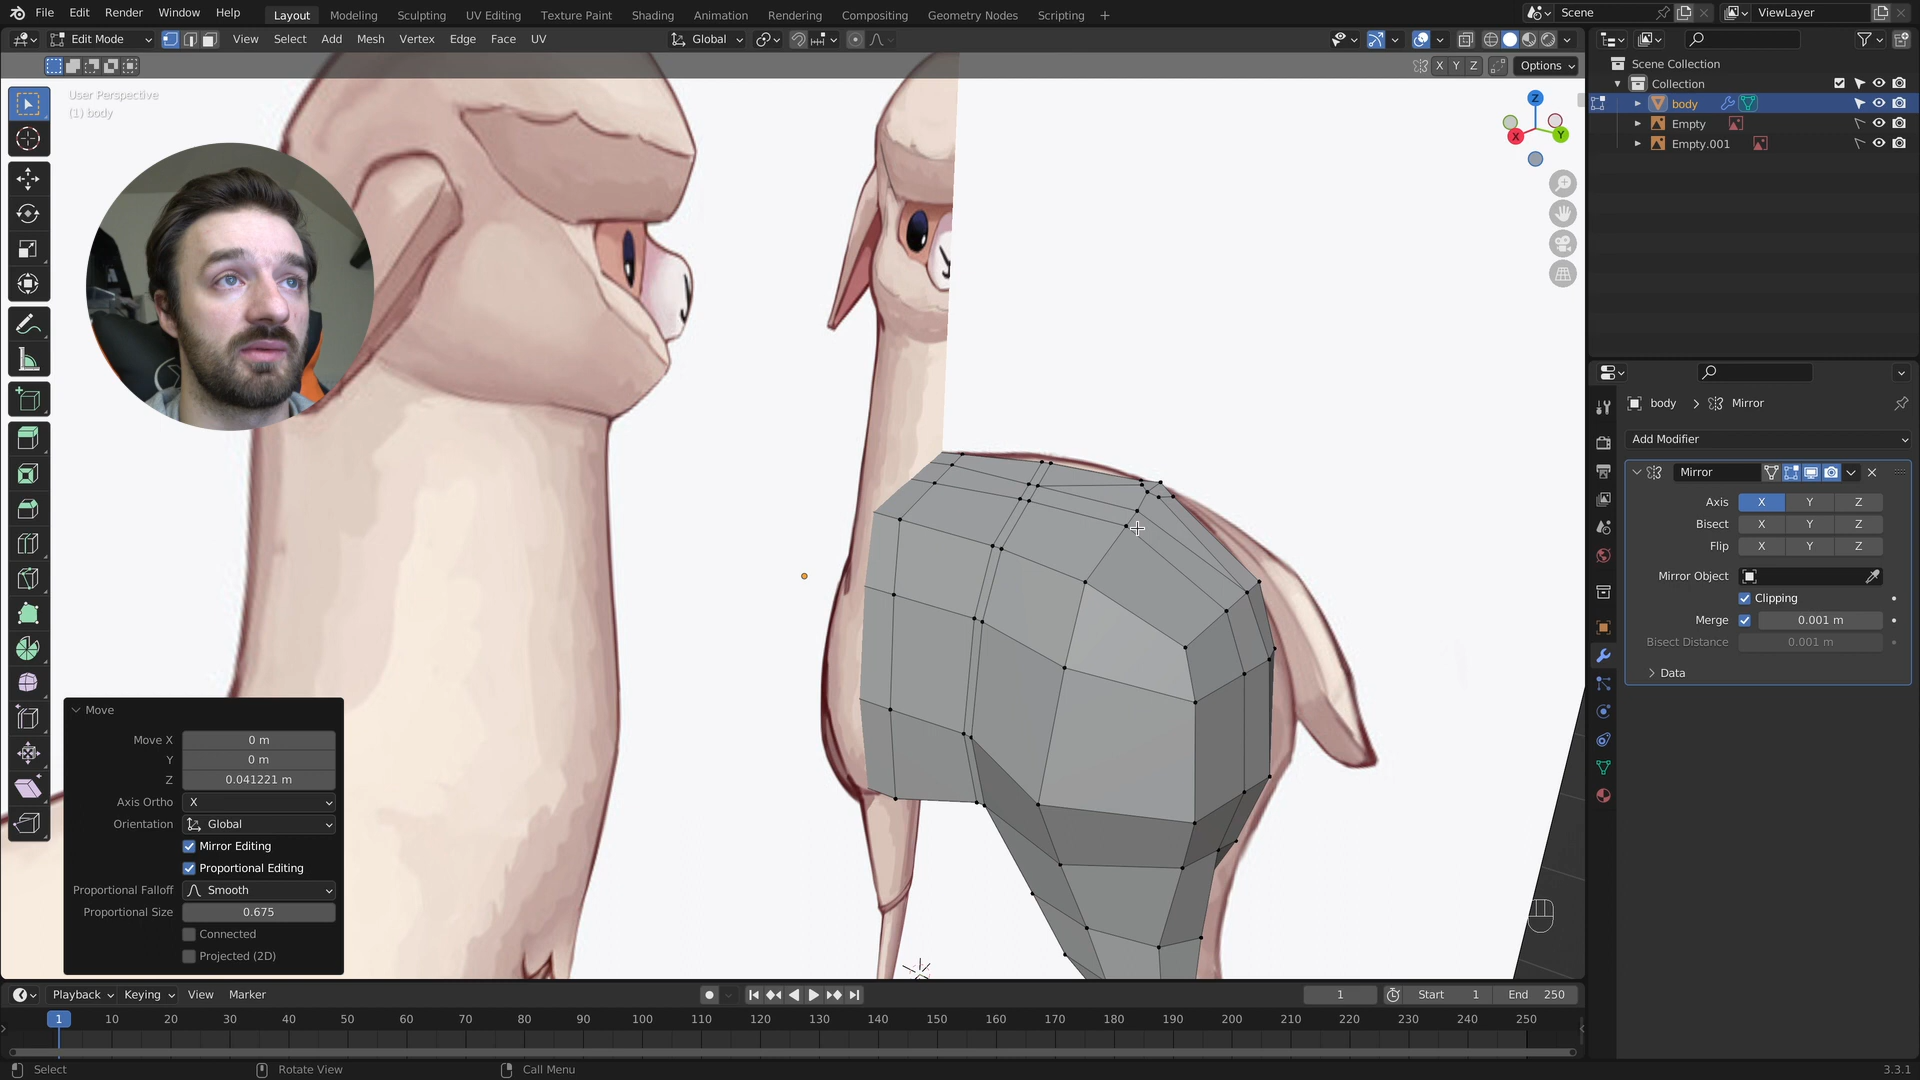 File Edit Render Window Help Layout Modeling Sculpting UV Editing Texture Paint Shading Animation Rendering Compositing Geometry Nodes Scripting + Scene ViewLayer
Edit Mode View Select Add Mesh Vertex Edge Face UV Global
X Y Z Options
User Perspective
(1) body
Z
X Y
Scene Collection
Collection
body
Empty
Empty.001
body > Mirror
Add Modifier
Mirror
Axis X Y Z
Bisect X Y Z
Flip X Y Z
Mirror Object
Clipping
Merge 0.001 m
Bisect Distance 0.001 m
Data
Move
Move X 0 m
Y 0 m
Z 0.041221 m
Axis Ortho X
Orientation Global
Mirror Editing
Proportional Editing
Proportional Falloff Smooth
Proportional Size 0.675
Connected
Projected (2D)
Playback Keying View Marker 1 Start 1 End 250
1 10 20 30 40 50 60 70 80 90 100 110 120 130 140 150 160 170 180 190 200 210 220 230 240 250
Select Rotate View Call Menu 3.3.1